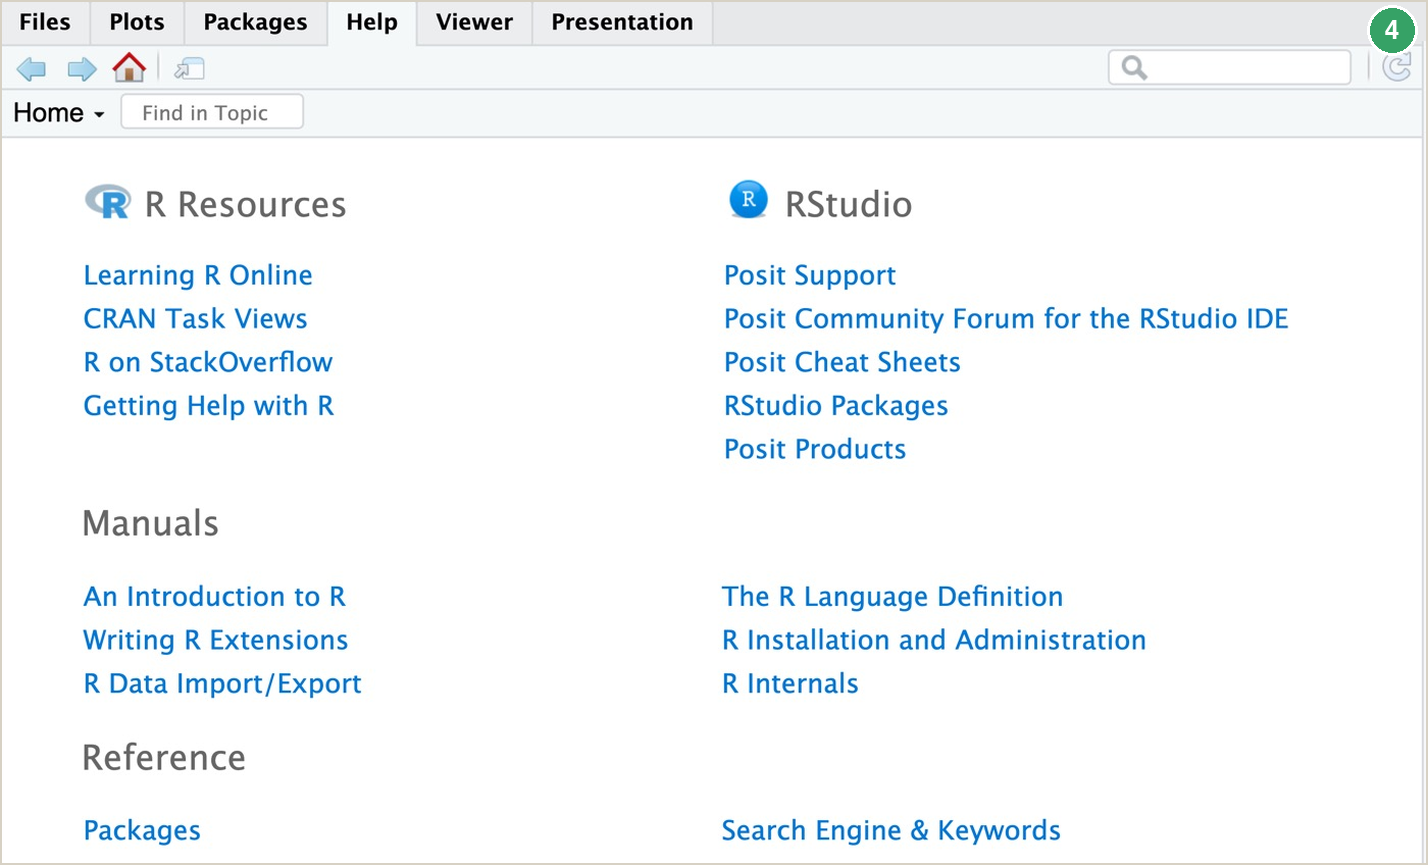 Files Plots Packages Help Viewer Presentation
4
Home Find in Topic
R Resources
Learning R Online
CRAN Task Views
R on StackOverflow
Getting Help with R
R RStudio
Posit Support
Posit Community Forum for the RStudio IDE
Posit Cheat Sheets
RStudio Packages
Posit Products
Manuals
An Introduction to R
Writing R Extensions
R Data Import/Export
The R Language Definition
R Installation and Administration
R Internals
Reference
Packages
Search Engine & Keywords